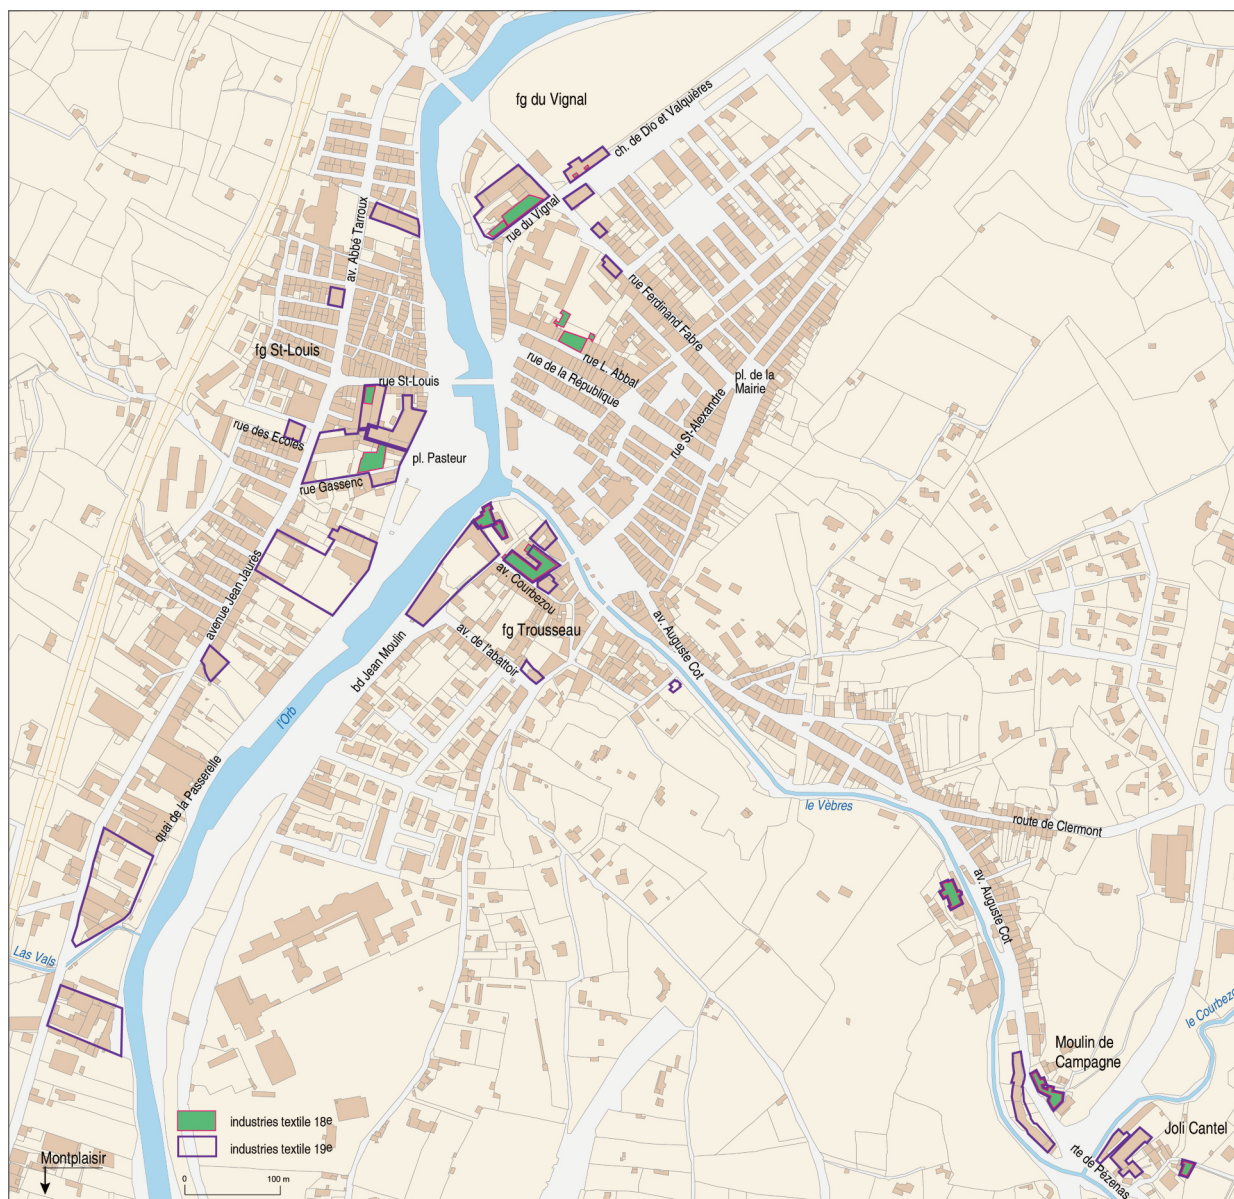 fg du Vignal
ch. de Dio et Valquières
rue du Vignal
av. Abbé Tarroux
rue Ferdinand Fabre
fg St-Louis
rue L. Abbal
rue de la République
pl. de la
Mairie
rue St-Louis
rue St-Alexandre
rue des Ecoles
pl. Pasteur
rue Gassenc
avenue Jean Jaurès
av. Courbezou
fg Trousseau
av. de l'abattoir
bd Jean Moulin
av. Auguste Cot
l'Orb
quai de la Passerelle
le Vèbres
route de Clermont
av. Auguste Cot
Las Vals
le Courbezo
Moulin de
Campagne
Joli Cantel
rte de Pézenas
industries textile 18e
industries textile 19e
Montplaisir
0 100 m